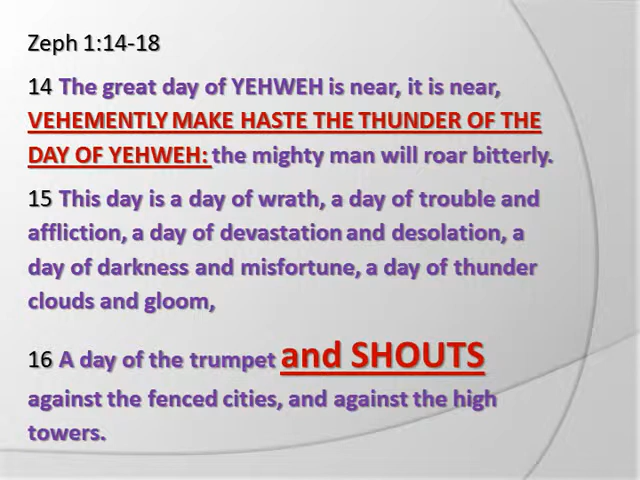 Zeph 1:14-18
14 The great day of YEHWEH is near, it is near,
VEHEMENTLY MAKE HASTE THE THUNDER OF THE
DAY OF YEHWEH: the mighty man will roar bitterly.
15 This day is a day of wrath, a day of trouble and
affliction, a day of devastation and desolation, a
day of darkness and misfortune, a day of thunder
clouds and gloom,
16 A day of the trumpet and SHOUTS
against the fenced cities, and against the high
towers.